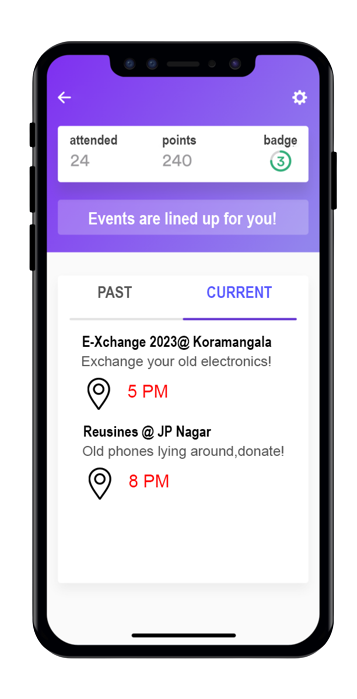 attended points badge
24 240 3
Events are lined up for you!
PAST CURRENT
E-Xchange 2023@ Koramangala
Exchange your old electronics!
5 PM
Reusines @ JP Nagar
Old phones lying around,donate!
8 PM